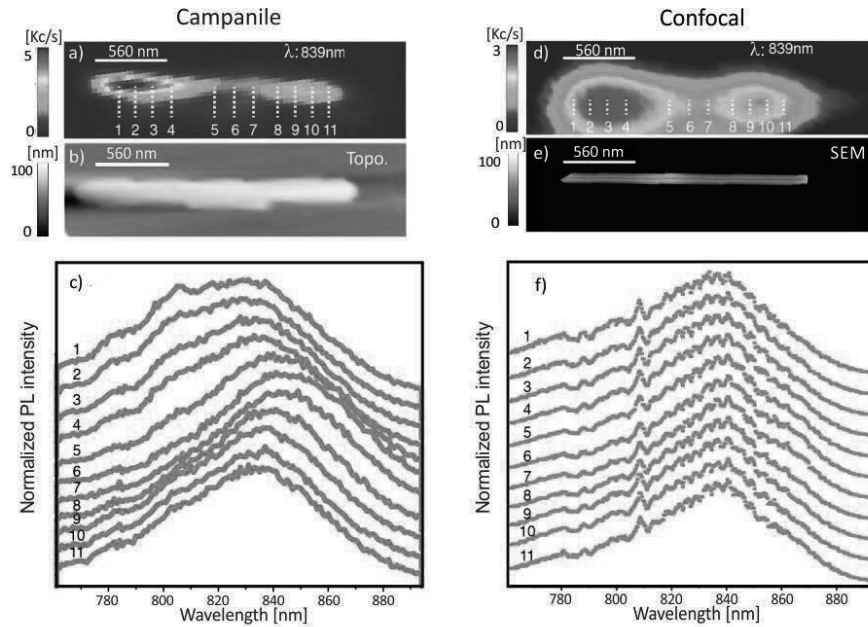 Campanile
[Kc/s]
5
0
a)
560 nm
λ: 839nm
1 2 3 4 5 6 7 8 9 10 11
[nm]
100
0
b)
560 nm
Topo.
c)
Normalized PL intensity
1
2
3
4
5
6
7
8
9
10
11
780 800 820 840 860 880
Wavelength [nm]
Confocal
[Kc/s]
3
0
d)
560 nm
λ: 839nm
1 2 3 4 5 6 7 8 9 10 11
[nm]
100
0
e)
560 nm
SEM
f)
Normalized PL intensity
1
2
3
4
5
6
7
8
9
10
11
780 800 820 840 860 880
Wavelength [nm]